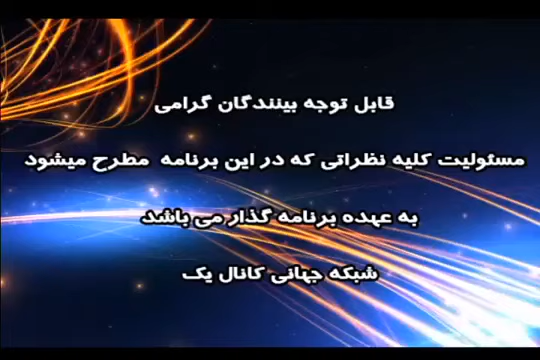 قابل توجه بینندگان گرامی
مسئولیت کلیه نظراتی که در این برنامه مطرح میشود
به عهده برنامه گذار می باشد
شبکه جهانی کانال یک